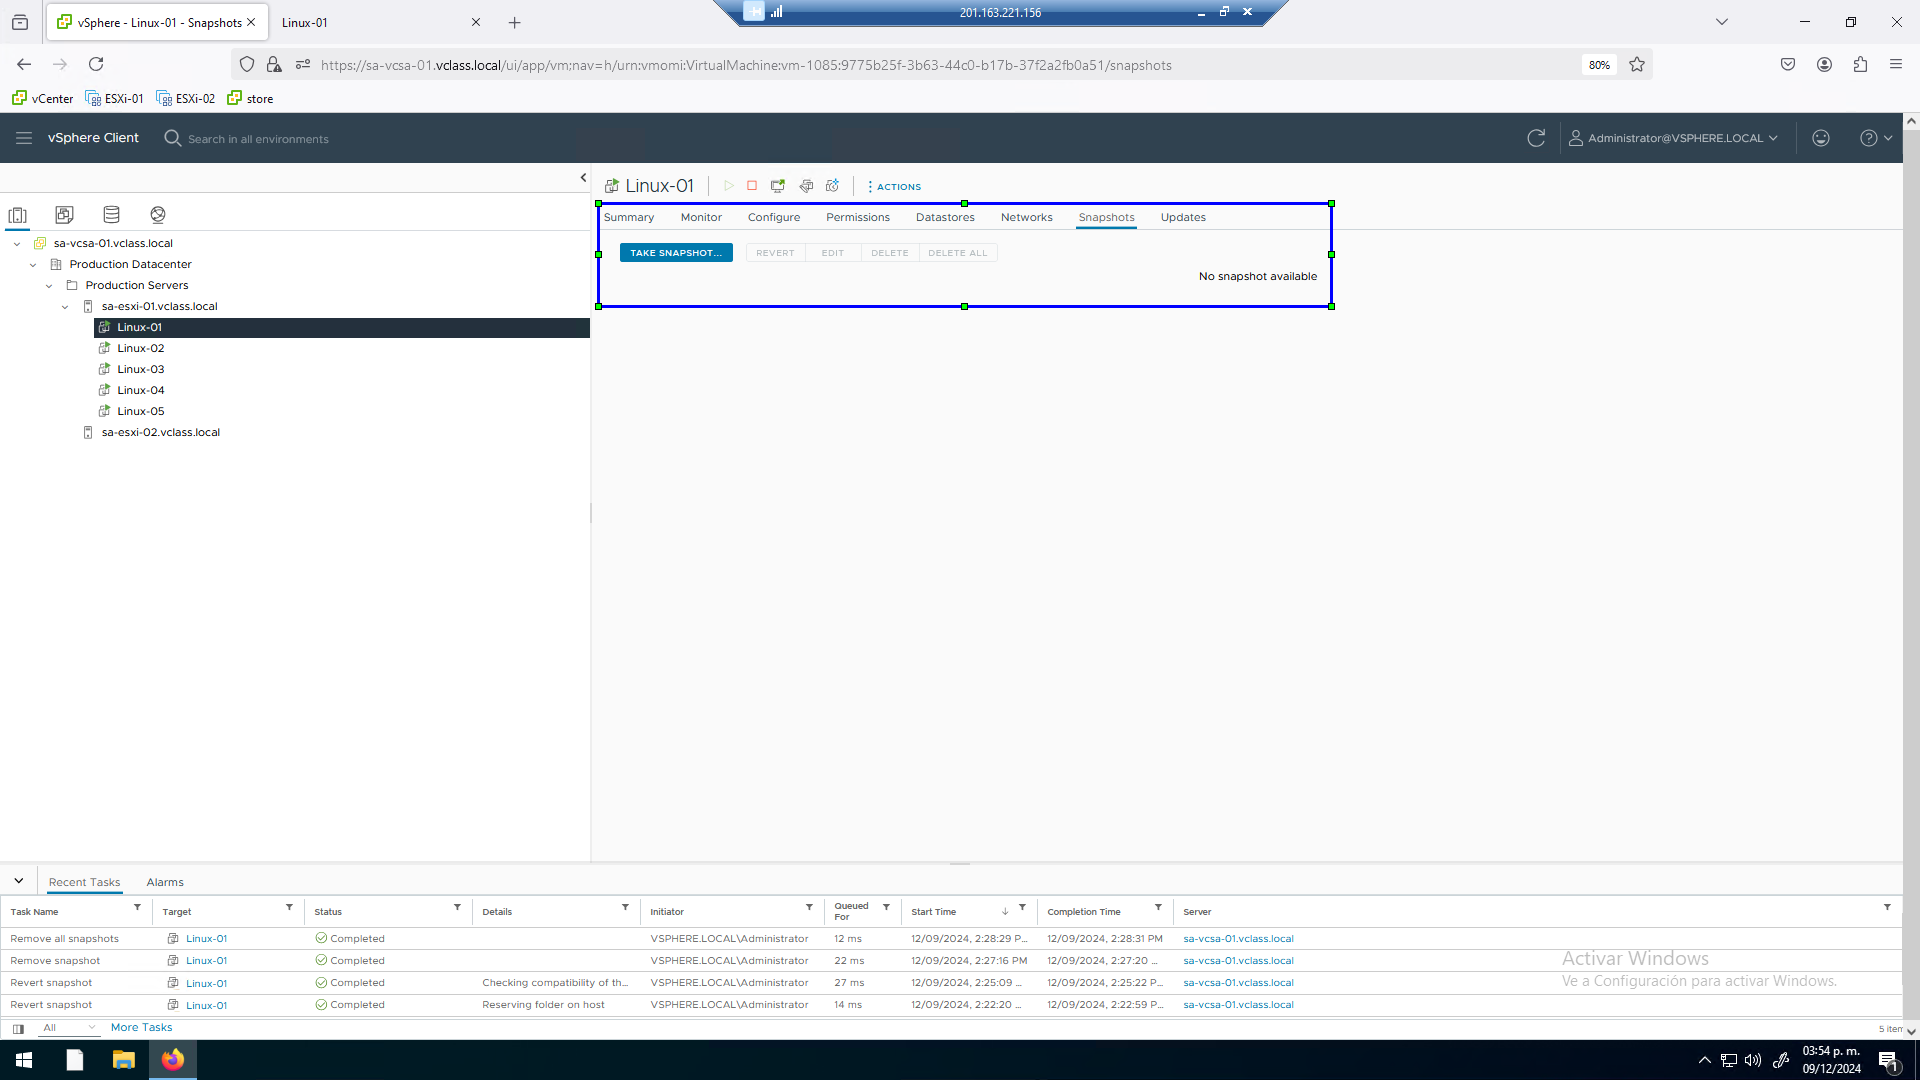 vSphere - Linux-01 - Snapshots
Linux-01
201.163.221.156
https://sa-vcsa-01.vclass.local/ui/app/vm;nav=h/urn:vmomi:VirtualMachine:vm-1085:9775b25f-3b63-44c0-b17b-37f2a2fb0a51/snapshots
80%
vCenter ESXi-01 ESXi-02 store
vSphere Client
Search in all environments
Administrator@VSPHERE.LOCAL
Linux-01
ACTIONS
Summary Monitor Configure Permissions Datastores Networks Snapshots Updates
TAKE SNAPSHOT... REVERT EDIT DELETE DELETE ALL
No snapshot available
sa-vcsa-01.vclass.local
Production Datacenter
Production Servers
sa-esxi-01.vclass.local
Linux-01
Linux-02
Linux-03
Linux-04
Linux-05
sa-esxi-02.vclass.local
Recent Tasks Alarms
Task Name Target Status Details Initiator Queued For Start Time Completion Time Server
Remove all snapshots Linux-01 Completed VSPHERE.LOCAL\Administrator 12 ms 12/09/2024, 2:28:29 P... 12/09/2024, 2:28:31 PM sa-vcsa-01.vclass.local
Remove snapshot Linux-01 Completed VSPHERE.LOCAL\Administrator 22 ms 12/09/2024, 2:27:16 PM 12/09/2024, 2:27:20 ... sa-vcsa-01.vclass.local
Revert snapshot Linux-01 Completed Checking compatibility of th... VSPHERE.LOCAL\Administrator 27 ms 12/09/2024, 2:25:09 ... 12/09/2024, 2:25:22 P... sa-vcsa-01.vclass.local
Revert snapshot Linux-01 Completed Reserving folder on host VSPHERE.LOCAL\Administrator 14 ms 12/09/2024, 2:22:20 ... 12/09/2024, 2:22:59 P... sa-vcsa-01.vclass.local
Activar Windows
Ve a Configuración para activar Windows.
All More Tasks
5 item
03:54 p. m.
09/12/2024
1